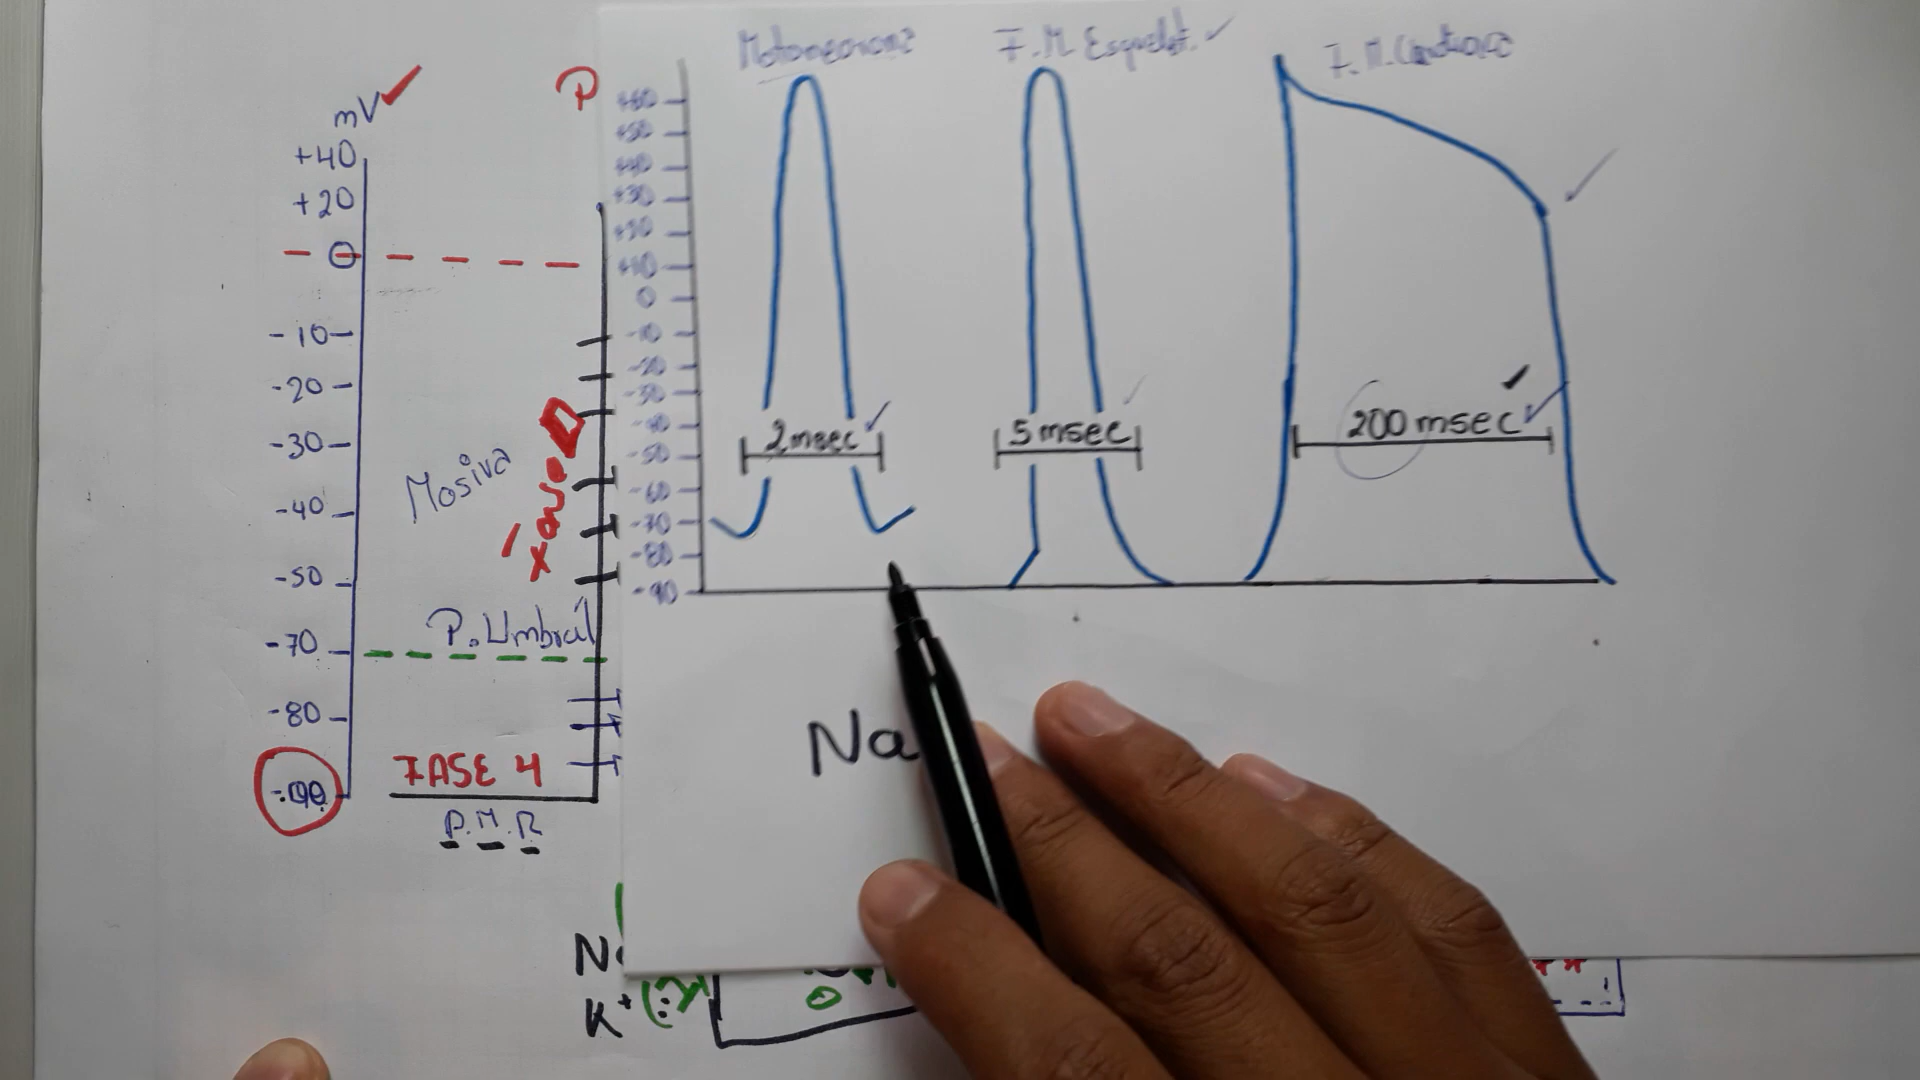 mV
+40
+20
0
-10
-20
-30
-40
-50
-70
-80
-90
Mosiva
P. Umbral
FASE 4
P.M.R
P
Motoneurona
F.M. Esquelet.
F.M. Cardiaca
+60
+50
+40
+30
+20
+10
0
-10
-20
-30
-40
-50
-60
-70
-80
-90
2 msec
5 msec
200 msec
Na
K+